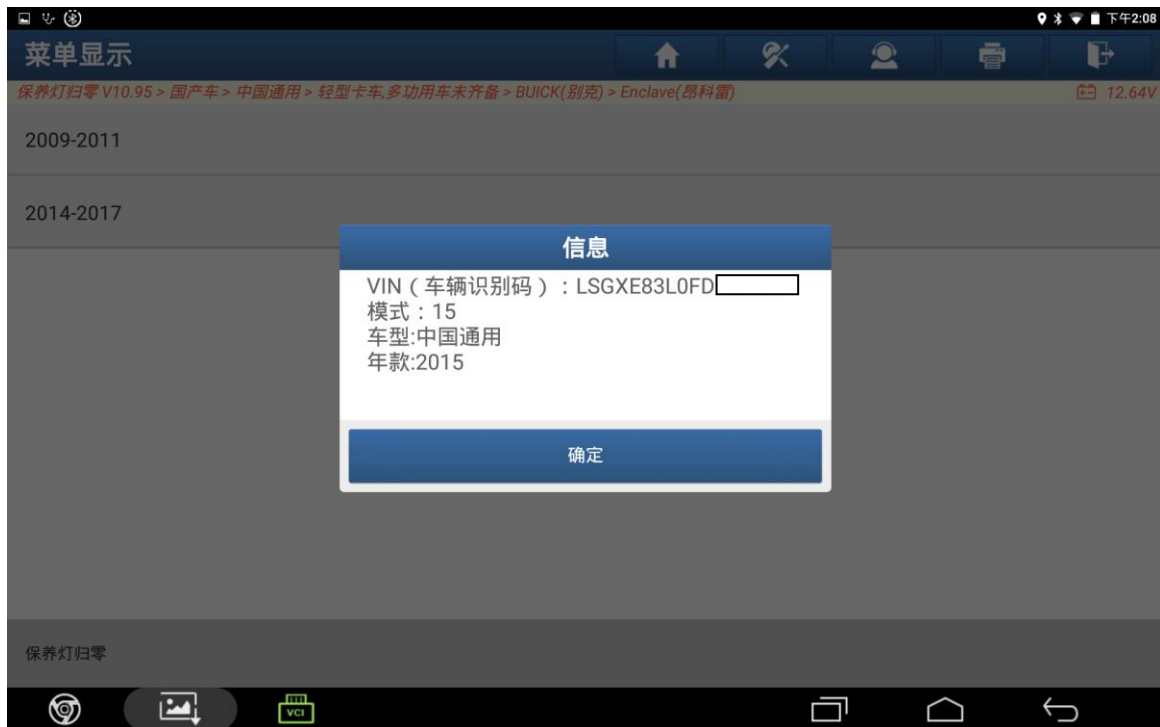 下午2:08
菜单显示
保养灯归零 V10.95 > 国产车 > 中国通用 > 轻型卡车,多功用车未齐备 > BUICK(别克) > Enclave(昂科雷)
12.64V
2009-2011
2014-2017
信息
VIN（车辆识别码）：LSGXE83L0FD
模式：15
车型:中国通用
年款:2015
确定
保养灯归零
VCI